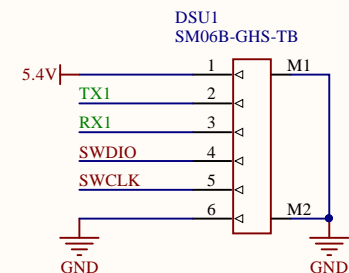 DSU1
SM06B-GHS-TB
5.4V 1 M1
TX1 2
RX1 3
SWDIO 4
SWCLK 5
6 M2
GND GND